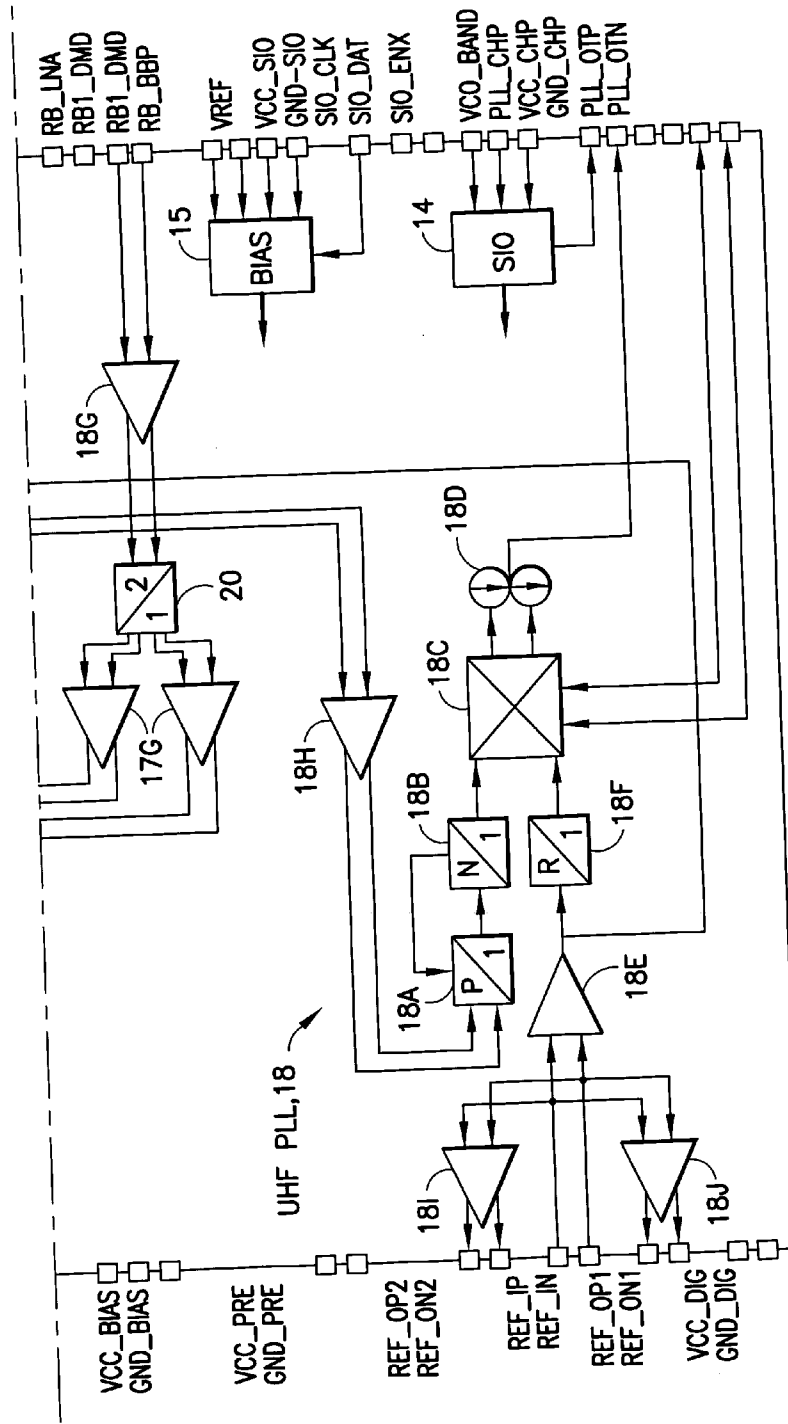 RB_LNA
RB1_DMD
RB1_DMD
RB_BBP
VREF
VCC_SIO
GND-SIO
SIO_CLK
SIO_DAT
SIO_ENX
VCO_BAND
PLL_CHP
VCC_CHP
GND_CHP
PLL_OTP
PLL_OTN
15
BIAS
14
SIO
18G
2
1
20
17G
18H
18D
18C
18B
N
1
18F
R
1
18A
P
1
18E
UHF PLL,18
18I
18J
VCC_BIAS
GND_BIAS
VCC_PRE
GND_PRE
REF_OP2
REF_ON2
REF_IP
REF_IN
REF_OP1
REF_ON1
VCC_DIG
GND_DIG